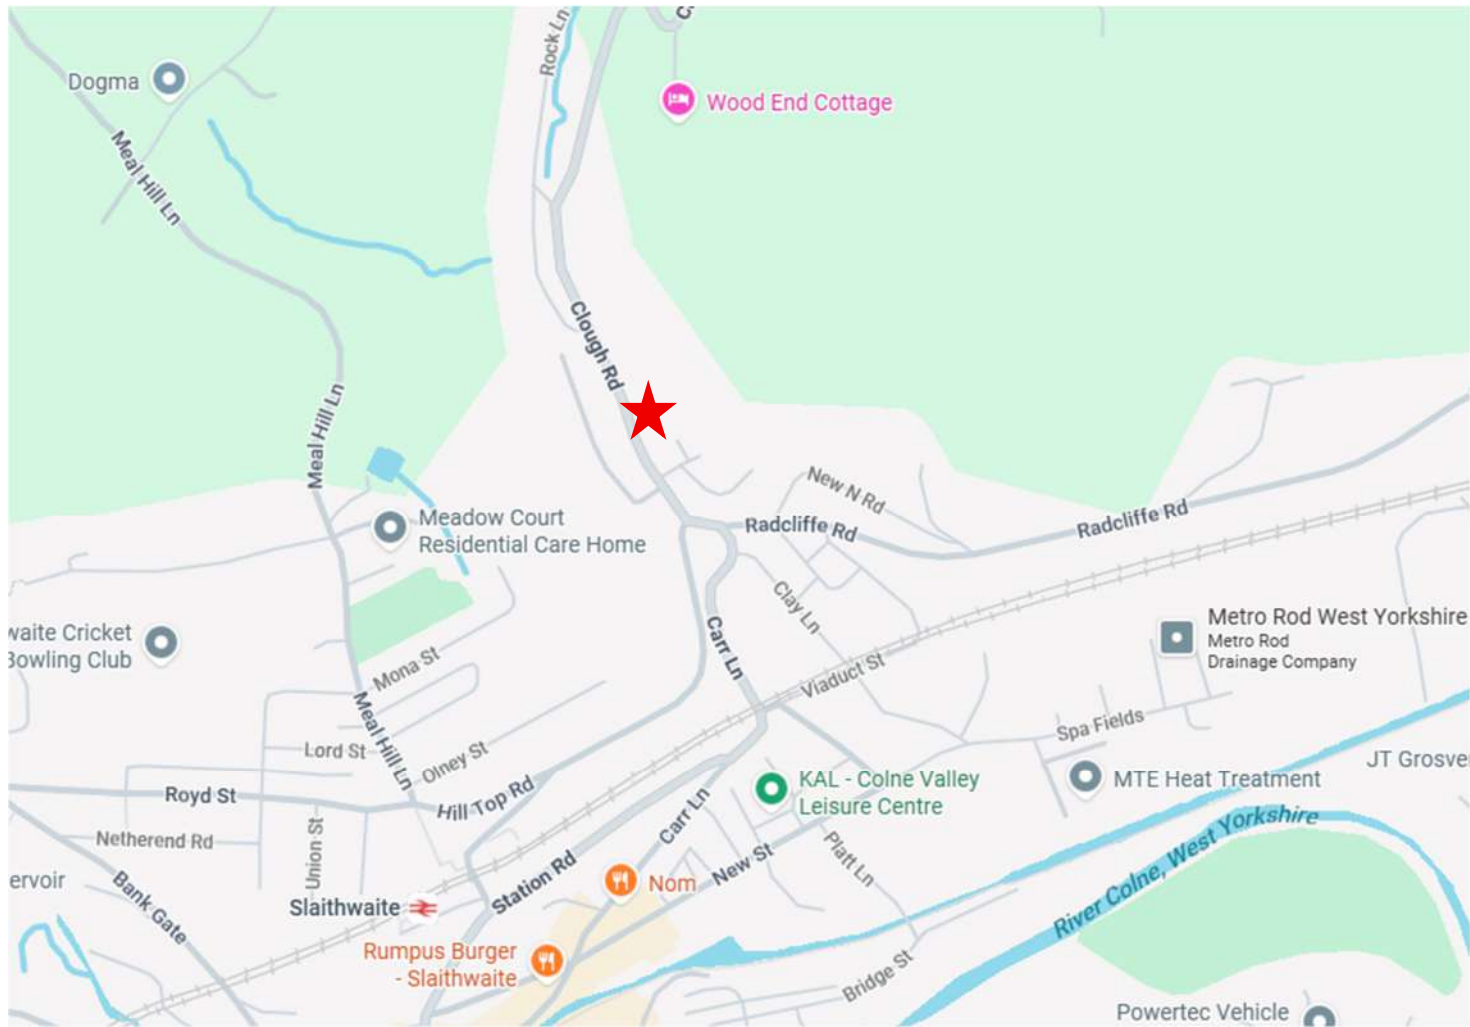 Rock Ln
C
Dogma
Wood End Cottage
Meal Hill Ln
Clough Rd
Meal Hill Ln
New N Rd
Radcliffe Rd
Radcliffe Rd
Meadow Court
Residential Care Home
Clay Ln
Metro Rod West Yorkshire
Metro Rod
Drainage Company
waite Cricket
Bowling Club
Carr Ln
Mona St
Viaduct St
Meal Hill Ln
Spa Fields
Lord St
Olney St
JT Grosve
KAL - Colne Valley
Leisure Centre
MTE Heat Treatment
Royd St
Hill Top Rd
Carr Ln
River Colne, West Yorkshire
Netherend Rd
Union St
Platt Ln
New St
ervoir
Bank Gate
Station Rd
Nom
Slaithwaite
Rumpus Burger
- Slaithwaite
Bridge St
Powertec Vehicle